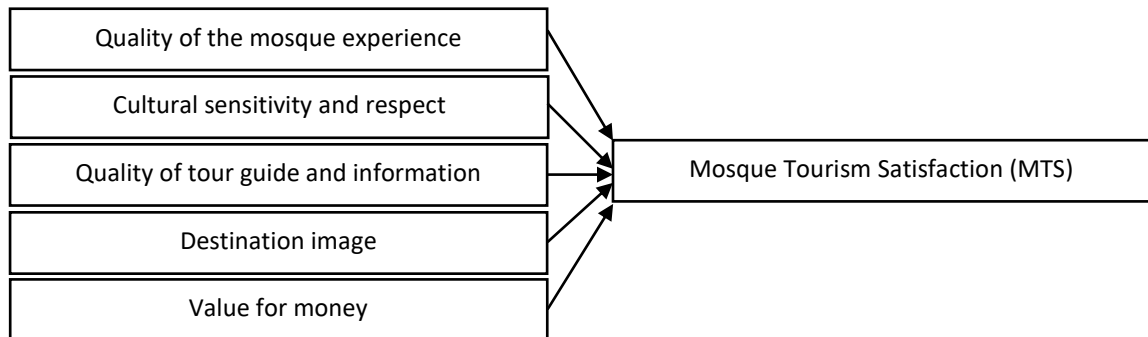 Quality of the mosque experience
Cultural sensitivity and respect
Quality of tour guide and information
Destination image
Value for money
Mosque Tourism Satisfaction (MTS)